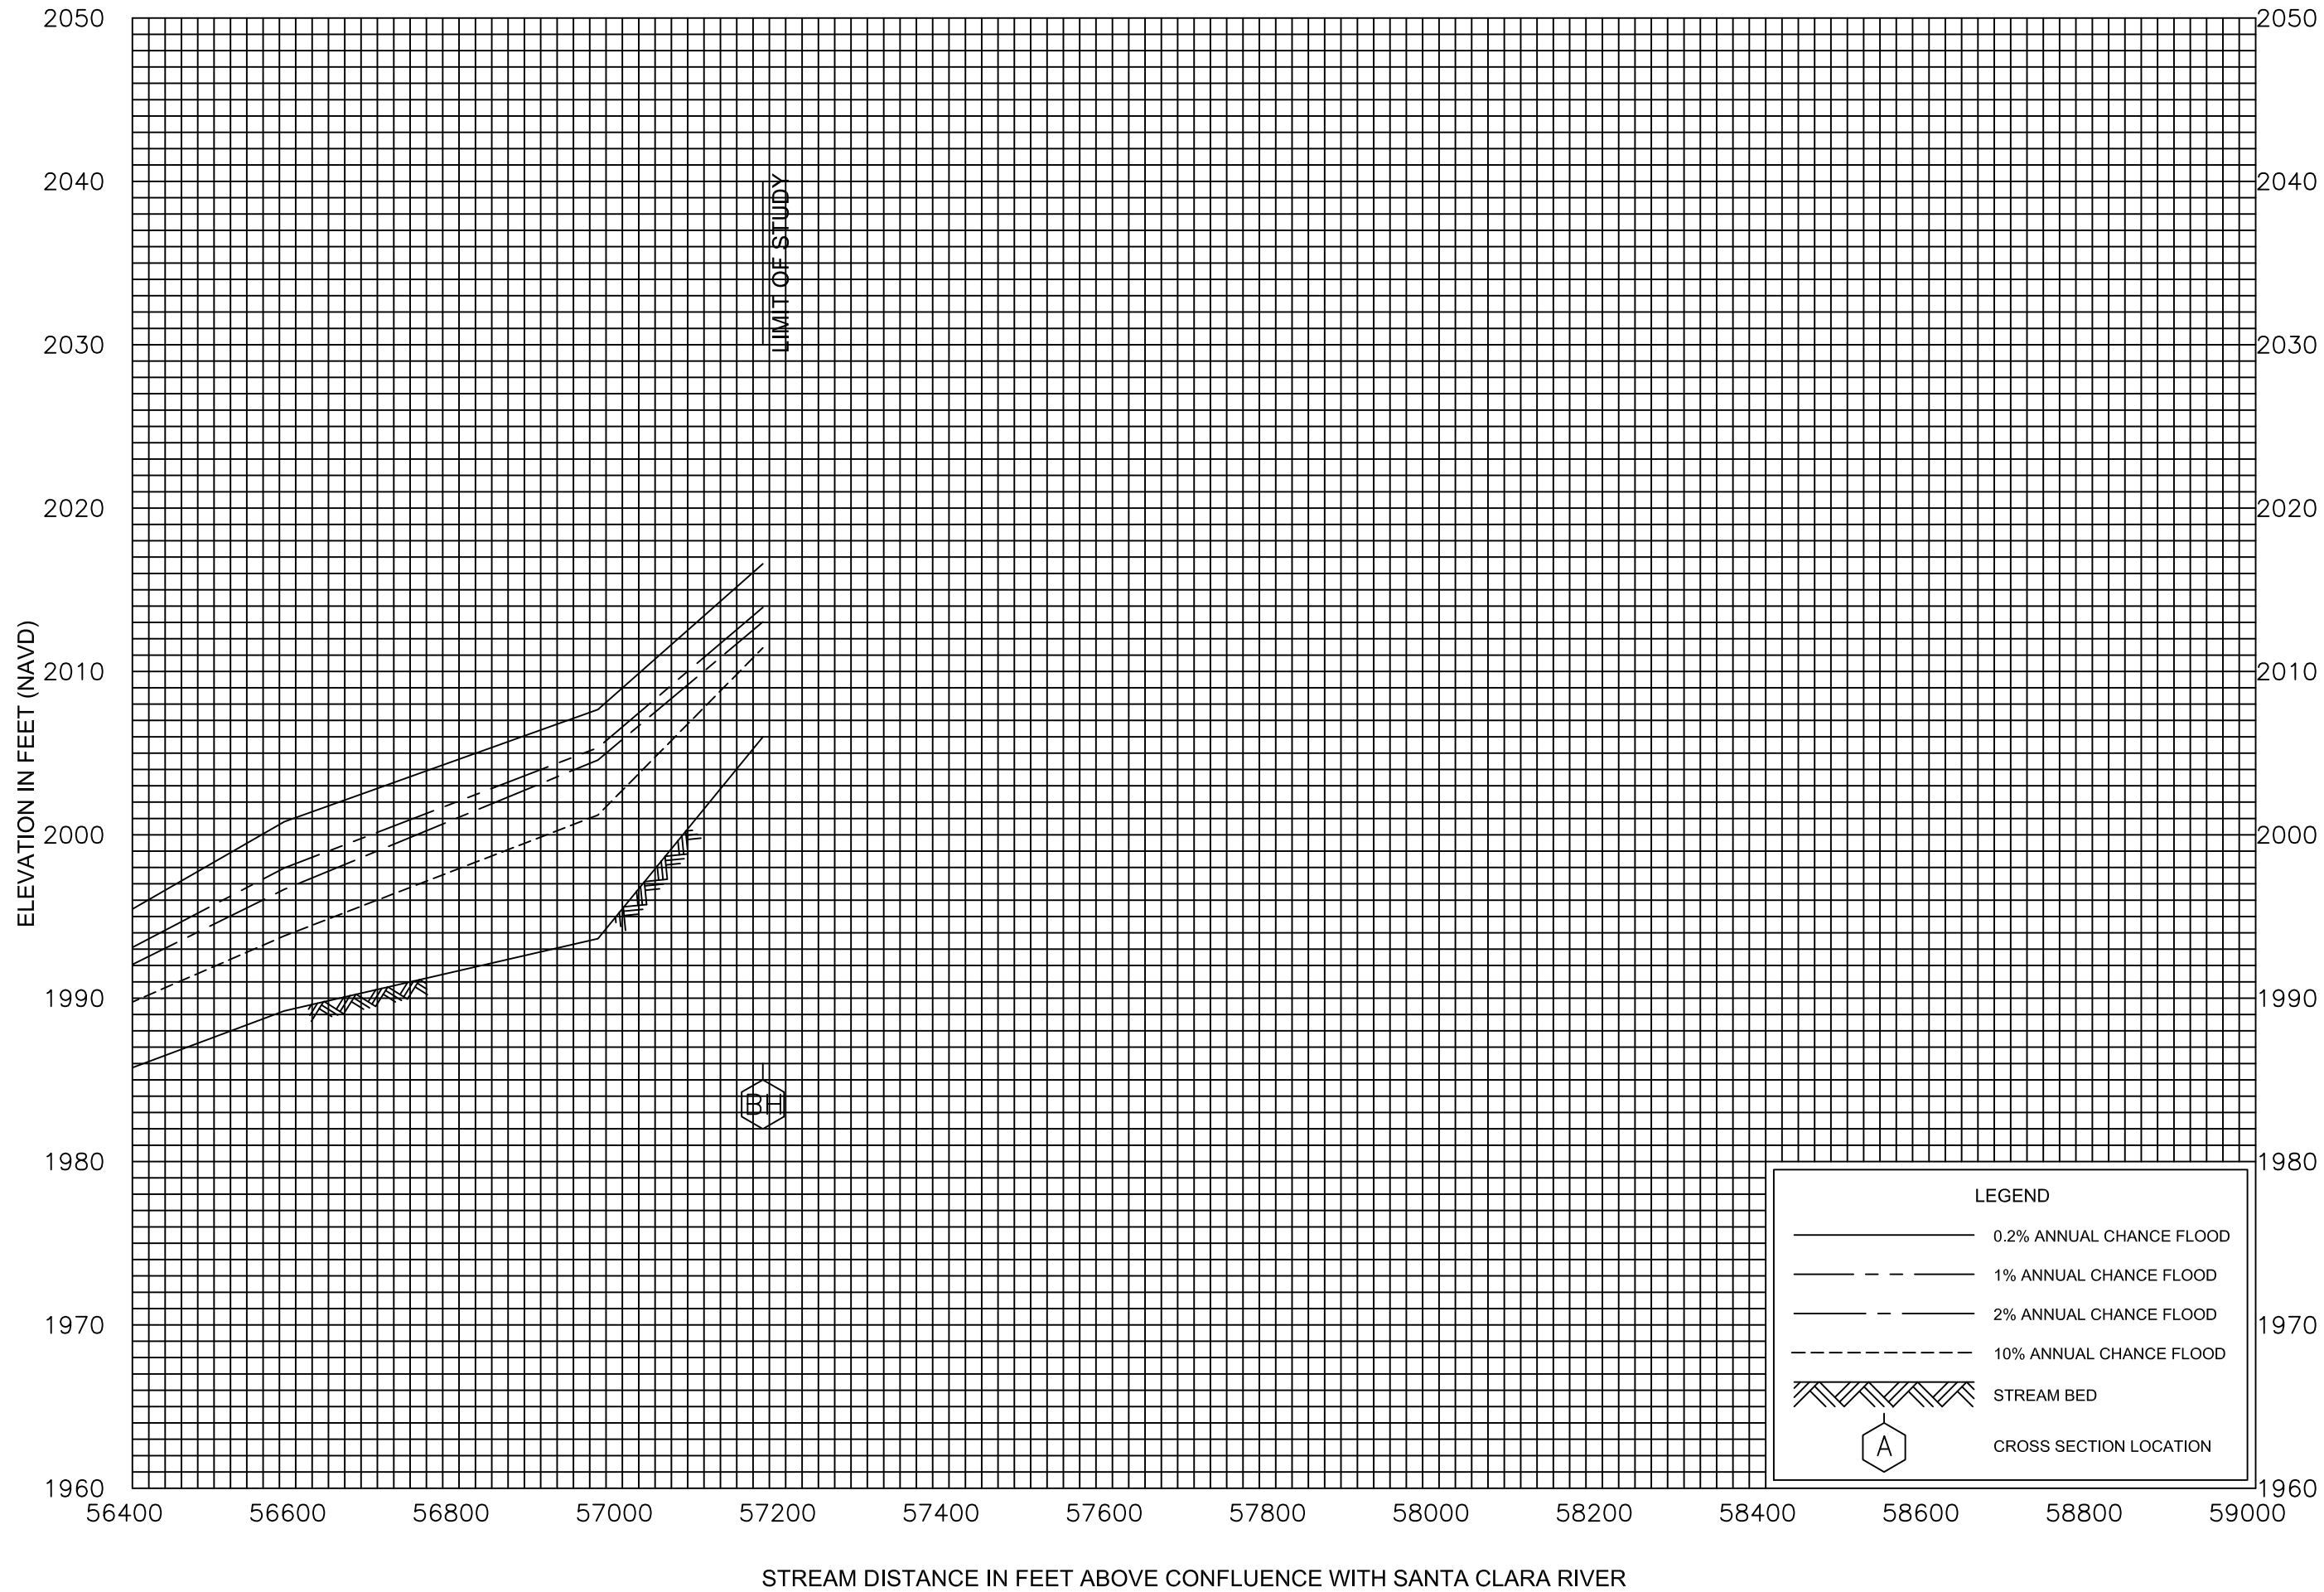 2050
2040
2030
2020
2010
2000
1990
1980
1970
1960
ELEVATION IN FEET (NAVD)
LIMIT OF STUDY
BH
2050
2040
2030
2020
2010
2000
1990
1980
1970
1960
LEGEND
0.2% ANNUAL CHANCE FLOOD
1% ANNUAL CHANCE FLOOD
2% ANNUAL CHANCE FLOOD
10% ANNUAL CHANCE FLOOD
STREAM BED
A CROSS SECTION LOCATION
56400 56600 56800 57000 57200 57400 57600 57800 58000 58200 58400 58600 58800 59000
STREAM DISTANCE IN FEET ABOVE CONFLUENCE WITH SANTA CLARA RIVER